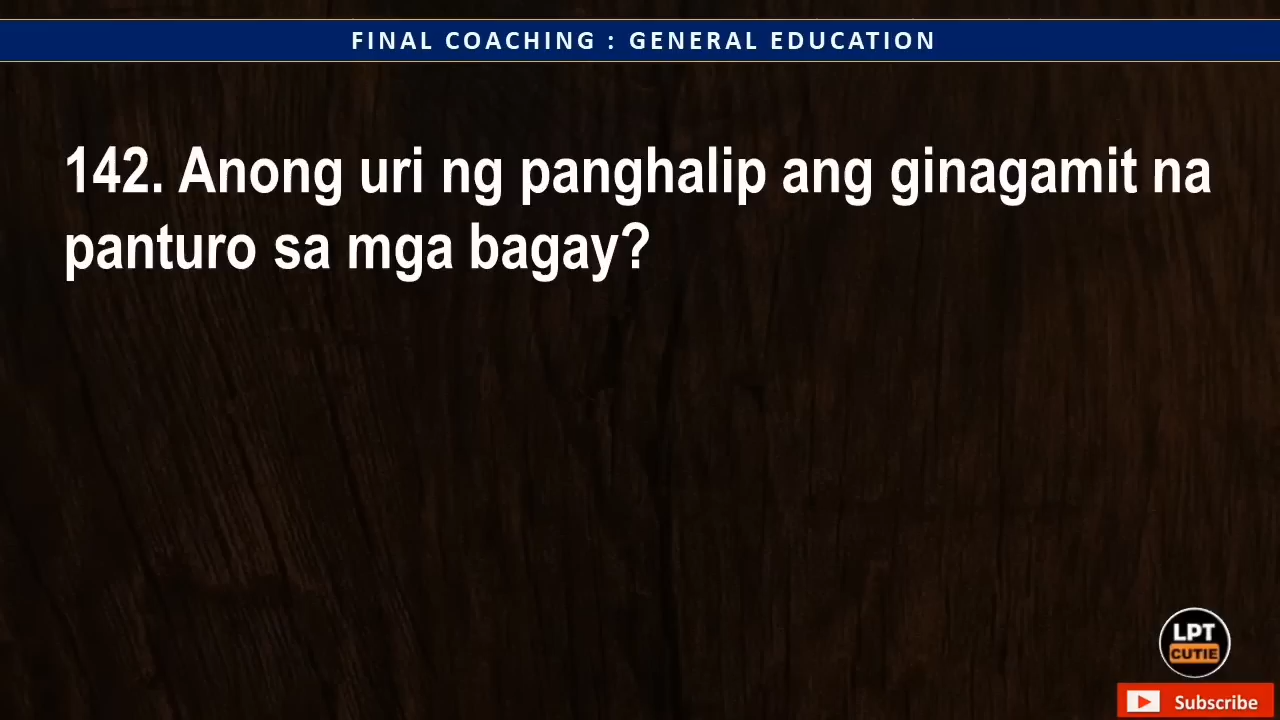 FINAL COACHING : GENERAL EDUCATION
142. Anong uri ng panghalip ang ginagamit na
panturo sa mga bagay?
LPT
CUTIE
Subscribe